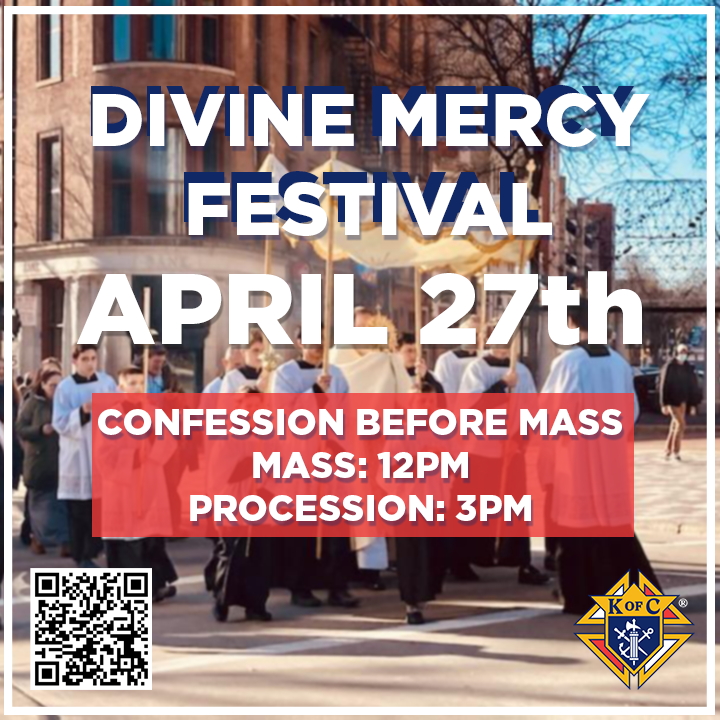 DIVINE MERCY
FESTIVAL
APRIL 27th
CONFESSION BEFORE MASS
MASS: 12PM
PROCESSION: 3PM
K OF C ®